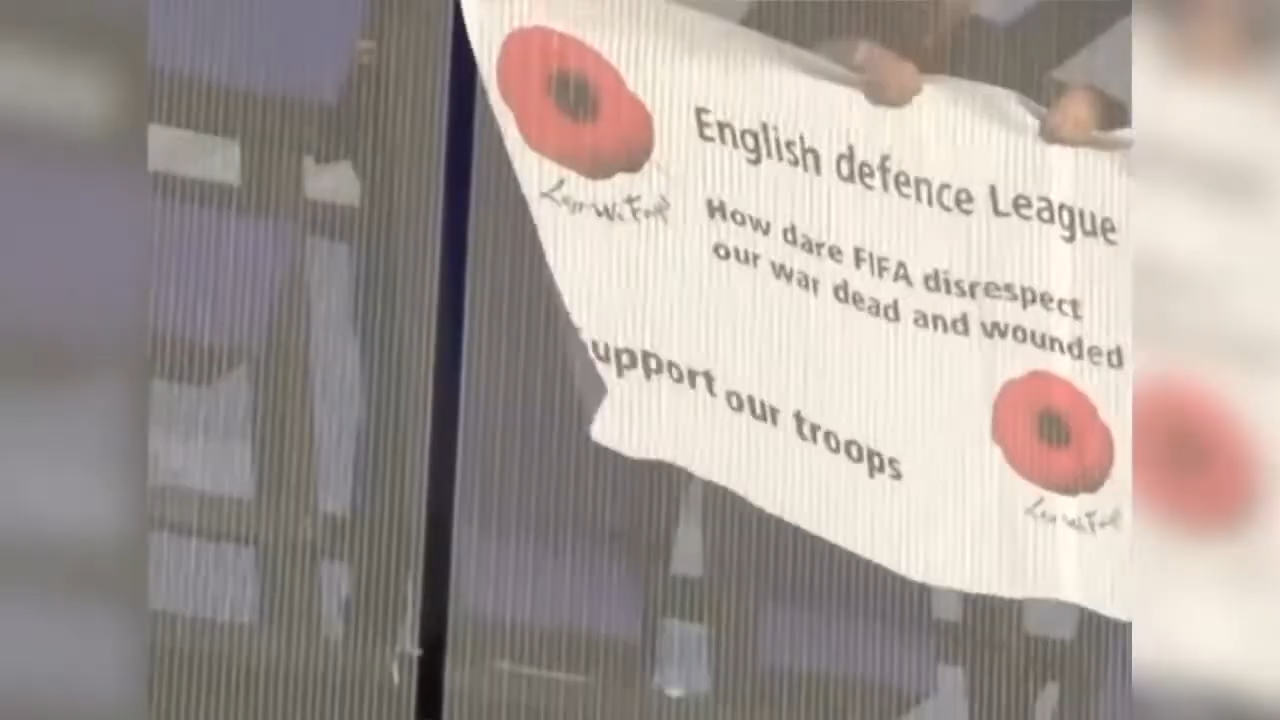 English defence League
How dare FIFA disrespect
our war dead and wounded
upport our troops